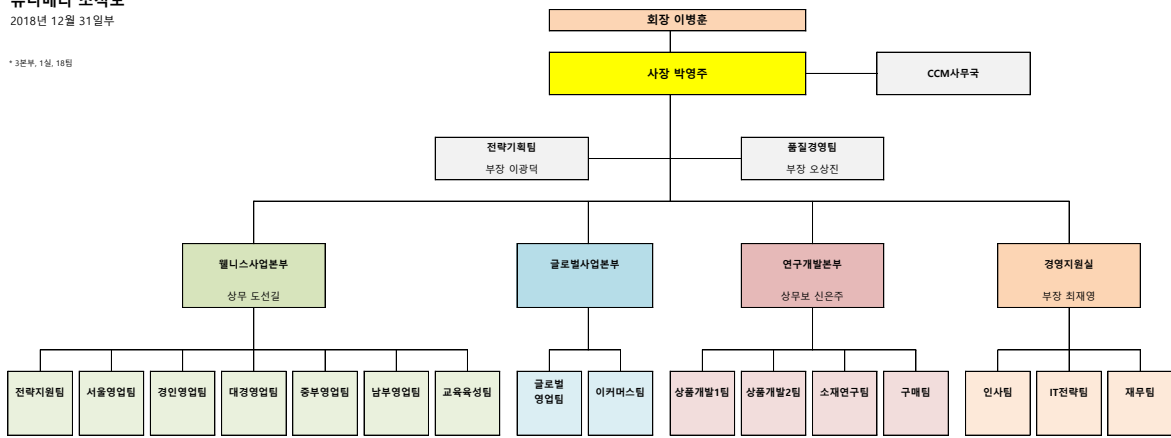 2018년 12월 31일부
* 3본부, 1실, 18팀
회장 이병훈
사장 박영주
CCM사무국
전략기획팀
부장 이광덕
품질경영팀
부장 오상진
웰니스사업본부
상무 도선길
글로벌사업본부
연구개발본부
상무보 신은주
경영지원실
부장 최재영
전략지원팀
서울영업팀
경인영업팀
대경영업팀
중부영업팀
남부영업팀
교육육성팀
글로벌
영업팀
이커머스팀
상품개발1팀
상품개발2팀
소재연구팀
구매팀
인사팀
IT전략팀
재무팀